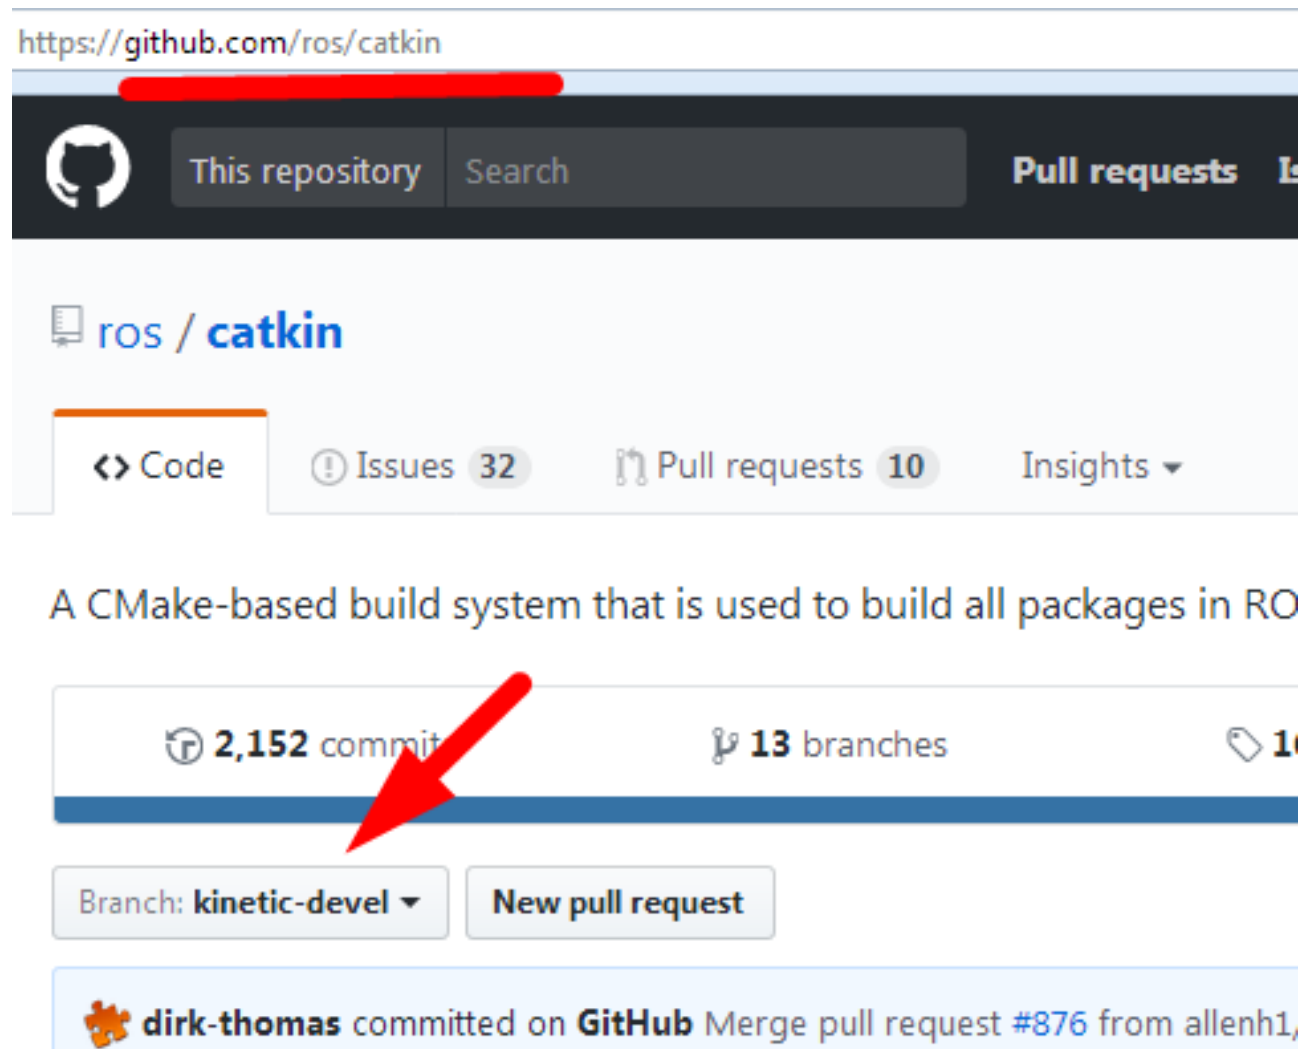 https://github.com/ros/catkin
This repository Search Pull requests
ros / catkin
<> Code Issues 32 Pull requests 10 Insights
A CMake-based build system that is used to build all packages in
2,152 commit 13 branches
Branch: kinetic-devel New pull request
dirk-thomas committed on GitHub Merge pull request #876 from allenh1,